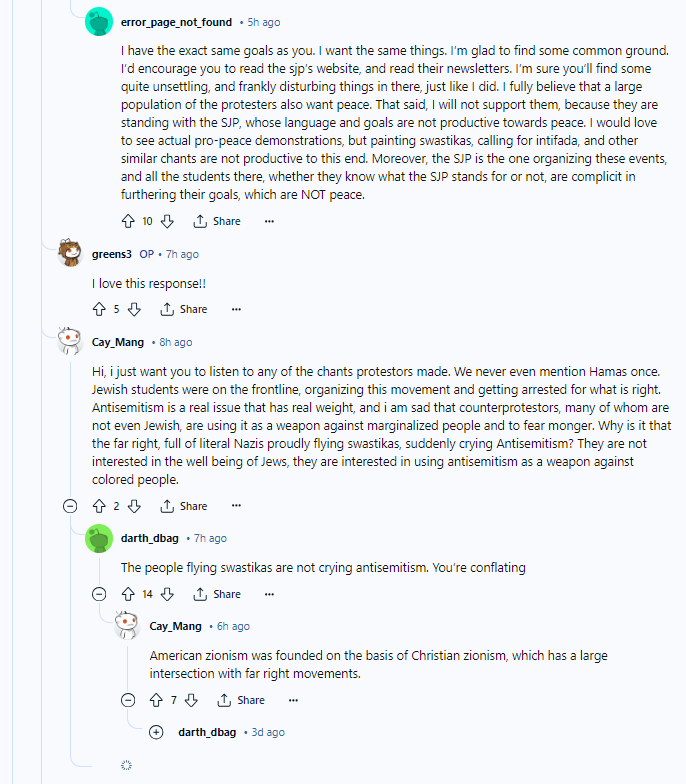 error_page_not_found • 5h ago
I have the exact same goals as you. I want the same things. I'm glad to find some common ground.
I'd encourage you to read the sjp's website, and read their newsletters. I'm sure you'll find some
quite unsettling, and frankly disturbing things in there, just like I did. I fully believe that a large
population of the protesters also want peace. That said, I will not support them, because they are
standing with the SJP, whose language and goals are not productive towards peace. I would love
to see actual pro-peace demonstrations, but painting swastikas, calling for intifada, and other
similar chants are not productive to this end. Moreover, the SJP is the one organizing these events,
and all the students there, whether they know what the SJP stands for or not, are complicit in
furthering their goals, which are NOT peace.
10 Share ...
greens3 OP • 7h ago
I love this response!!
5 Share ...
Cay_Mang • 8h ago
Hi, i just want you to listen to any of the chants protestors made. We never even mention Hamas once.
Jewish students were on the frontline, organizing this movement and getting arrested for what is right.
Antisemitism is a real issue that has real weight, and i am sad that counterprotestors, many of whom are
not even Jewish, are using it as a weapon against marginalized people and to fear monger. Why is it that
the far right, full of literal Nazis proudly flying swastikas, suddenly crying Antisemitism? They are not
interested in the well being of Jews, they are interested in using antisemitism as a weapon against
colored people.
2 Share ...
darth_dbag • 7h ago
The people flying swastikas are not crying antisemitism. You're conflating
14 Share ...
Cay_Mang • 6h ago
American zionism was founded on the basis of Christian zionism, which has a large
intersection with far right movements.
7 Share ...
darth_dbag • 3d ago